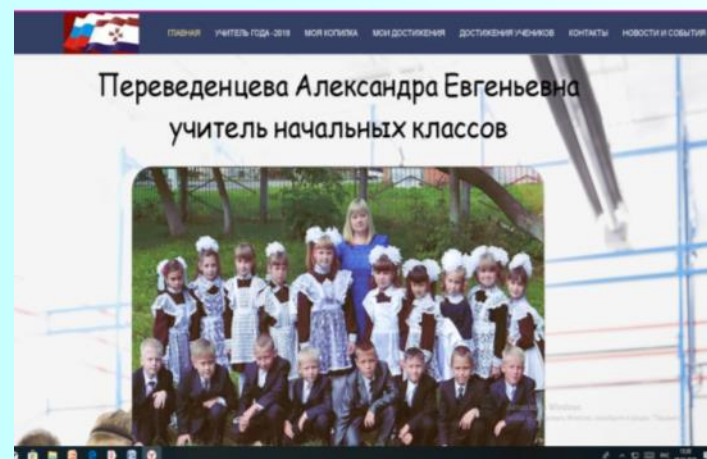 ГЛАВНАЯ УЧИТЕЛЬ ГОДА -2018 МОЯ КОПИЛКА МОИ ДОСТИЖЕНИЯ ДОСТИЖЕНИЯ УЧЕНИКОВ КОНТАКТЫ НОВОСТИ И СОБЫТИЯ
Переведенцева Александра Евгеньевна
учитель начальных классов